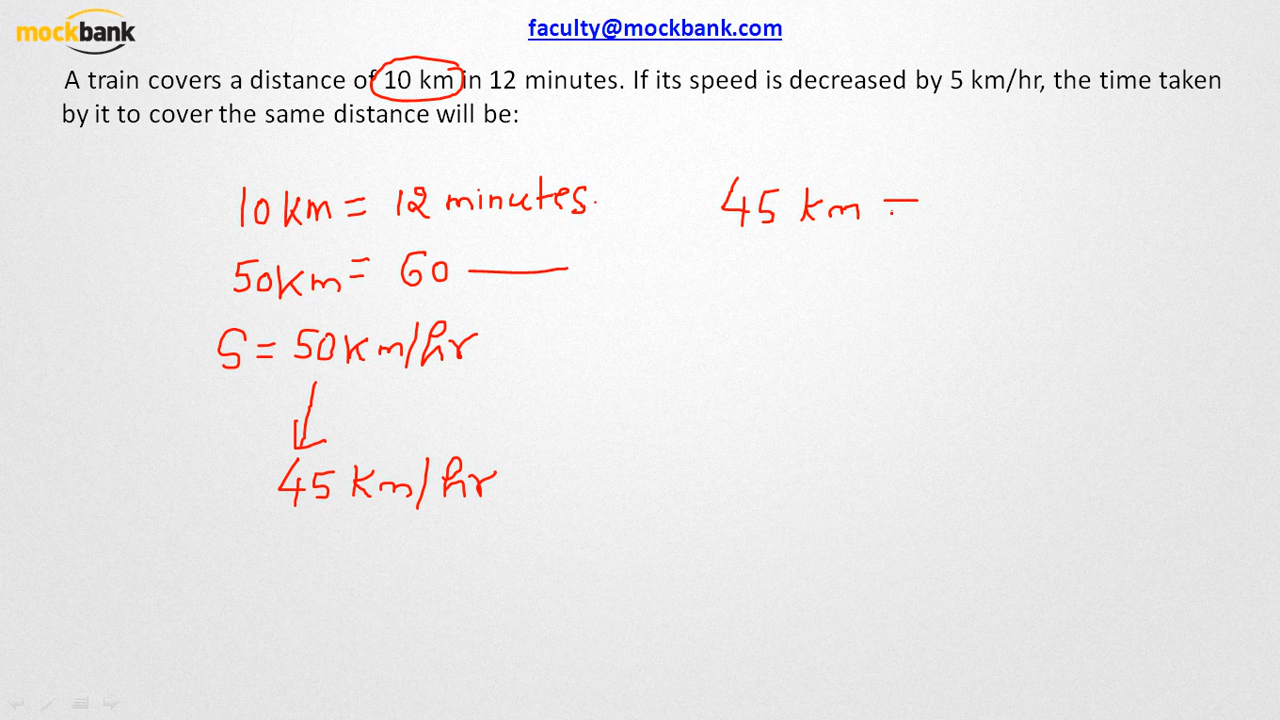 mockbank
faculty@mockbank.com
A train covers a distance of 10 km in 12 minutes. If its speed is decreased by 5 km/hr, the time taken
by it to cover the same distance will be:
10 km = 12 minutes.
50 km = 60
S = 50 km/hr
45 km/hr
45 km =